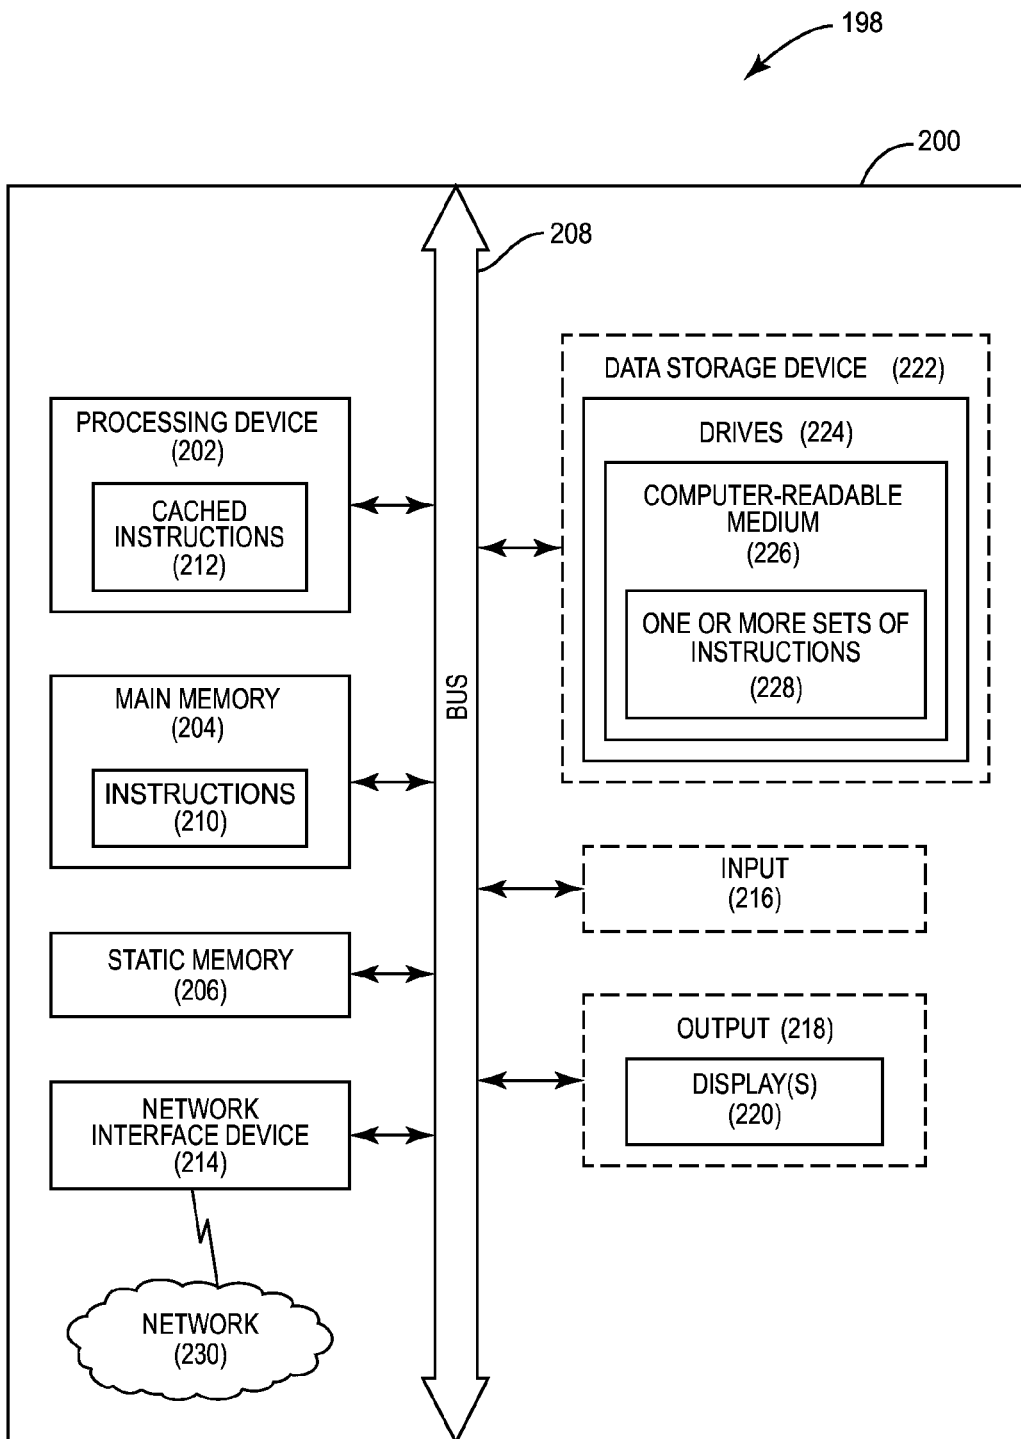 198
200
208
DATA STORAGE DEVICE (222)
DRIVES (224)
COMPUTER-READABLE
MEDIUM
(226)
ONE OR MORE SETS OF
INSTRUCTIONS
(228)
PROCESSING DEVICE
(202)
CACHED
INSTRUCTIONS
(212)
BUS
MAIN MEMORY
(204)
INSTRUCTIONS
(210)
INPUT
(216)
STATIC MEMORY
(206)
OUTPUT (218)
DISPLAY(S)
(220)
NETWORK
INTERFACE DEVICE
(214)
NETWORK
(230)